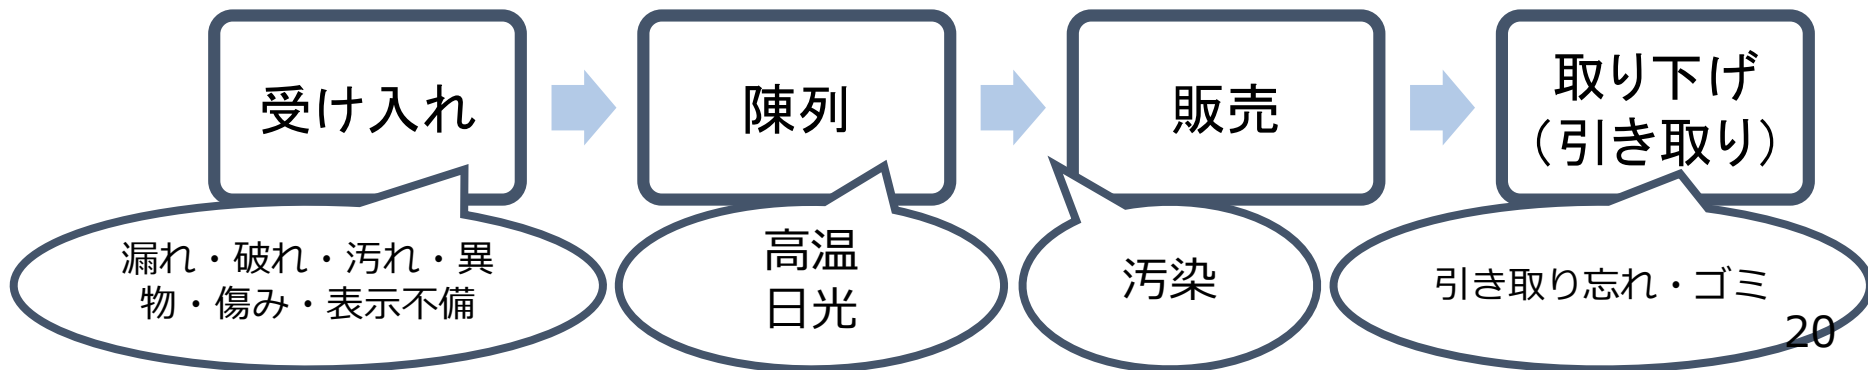 受け入れ
陳列
販売
取り下げ
（引き取り）
漏れ・破れ・汚れ・異
物・傷み・表示不備
高温
日光
汚染
引き取り忘れ・ゴミ
20